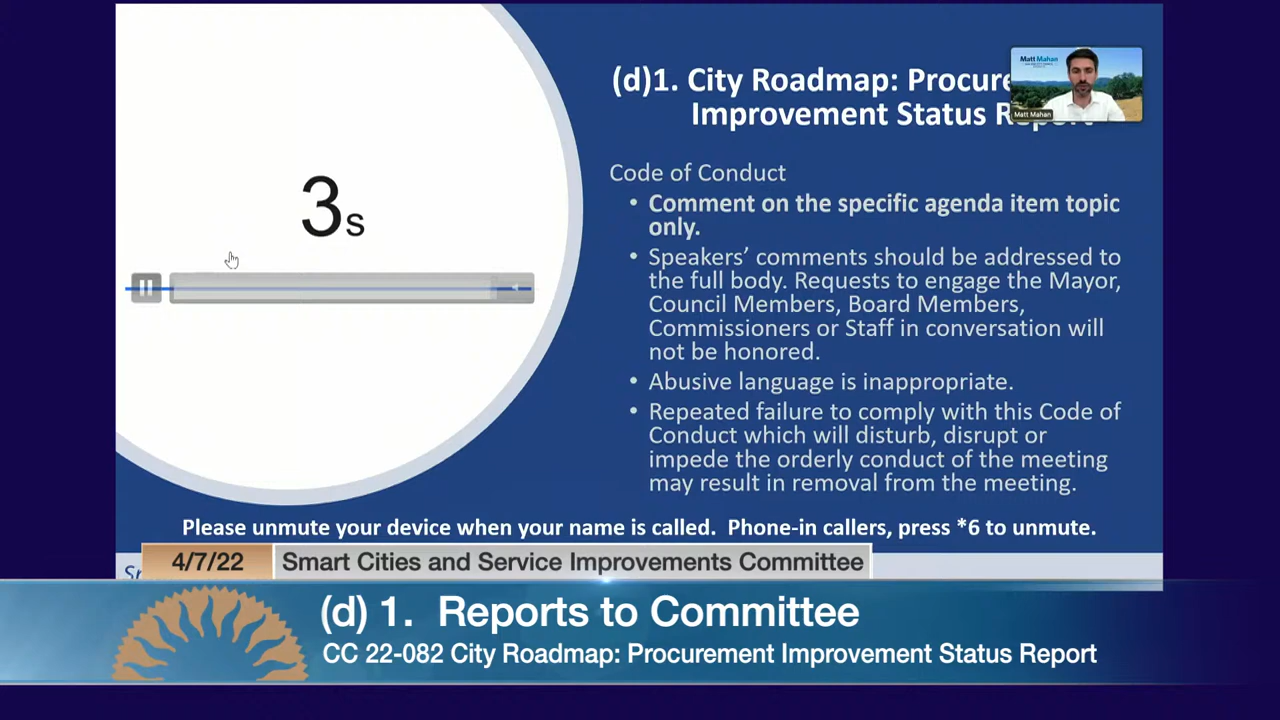 (d)1. City Roadmap: Procure
Improvement Status R
Matt Mahan
Matt Mahan
3s
Code of Conduct
• Comment on the specific agenda item topic
only.
• Speakers’ comments should be addressed to
the full body. Requests to engage the Mayor,
Council Members, Board Members,
Commissioners or Staff in conversation will
not be honored.
• Abusive language is inappropriate.
• Repeated failure to comply with this Code of
Conduct which will disturb, disrupt or
impede the orderly conduct of the meeting
may result in removal from the meeting.
Please unmute your device when your name is called. Phone-in callers, press *6 to unmute.
4/7/22 Smart Cities and Service Improvements Committee
(d) 1. Reports to Committee
CC 22-082 City Roadmap: Procurement Improvement Status Report